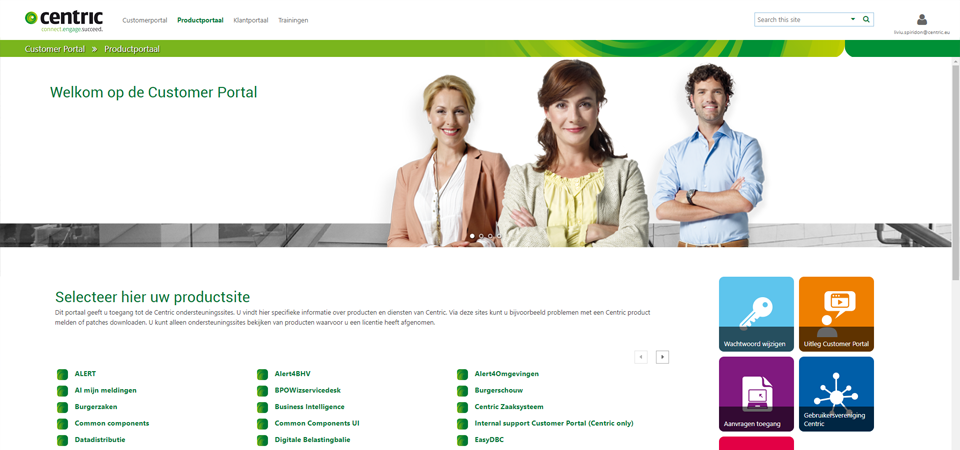 centric
connect.engage.succeed.
Customerportal Productportaal Klantportaal Trainingen
Search this site
liviu.spiridon@centric.eu
Customer Portal » Productportaal
Welkom op de Customer Portal
Selecteer hier uw productsite
Dit portaal geeft u toegang tot de Centric ondersteuningssites. U vindt hier specifieke informatie over producten en diensten van Centric. Via deze sites kunt u bijvoorbeeld problemen met een Centric product
melden of patches downloaden. U kunt alleen ondersteuningssites bekijken van producten waarvoor u een licentie heeft afgenomen.
ALERT Alert4BHV Alert4Omgevingen
Al mijn meldingen BPOWizservicedesk Burgerschouw
Burgerzaken Business Intelligence Centric Zaaksysteem
Common components Common Components UI Internal support Customer Portal (Centric only)
Datadistributie Digitale Belastingbalie EasyDBC
Wachtwoord wijzigen
Uitleg Customer Portal
Aanvragen toegang
Gebruikersvereniging
Centric